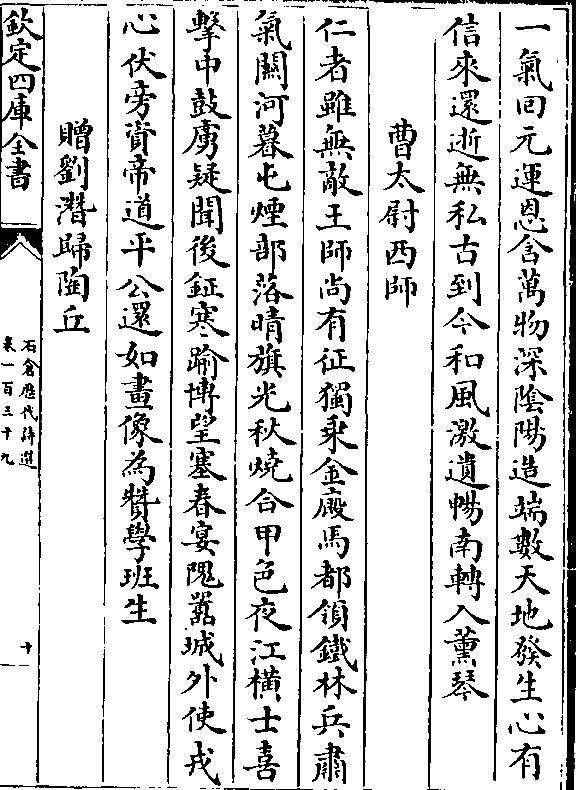 一氣回元運恩含萬物深陰陽造端數天地發生心有
信來還逝無私古到今和風激遺暢南轉入薰琴
曹太尉西師
仁者雖無敵王師尚有征獨乘金廐馬都領鐵林兵肅
氣關河暮屯煙部落晴旗光秋燒合甲色夜江橫士喜
擊中鼓虜疑聞後鉦寒踰博望塞春宴隗囂城外使戎
心伏旁資帝道平公還如畫像為贊學班生
贈劉潛歸陶丘
欽定四庫全書
石倉歷代詩選
卷一百三十九
十